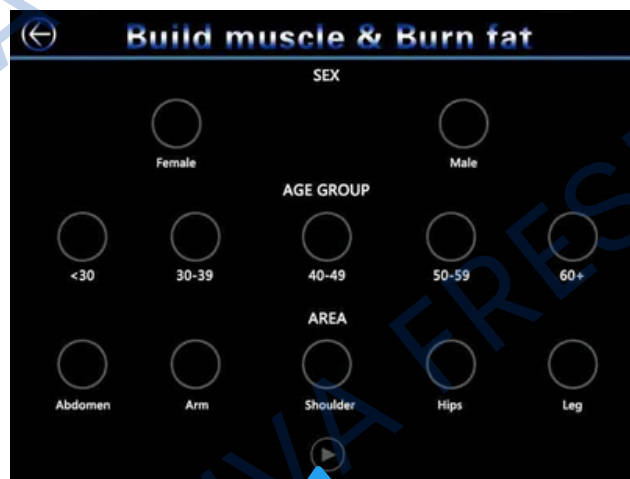 Build muscle & Burn fat
SEX
Female Male
AGE GROUP
<30 30-39 40-49 50-59 60+
AREA
Abdomen Arm Shoulder Hips Leg